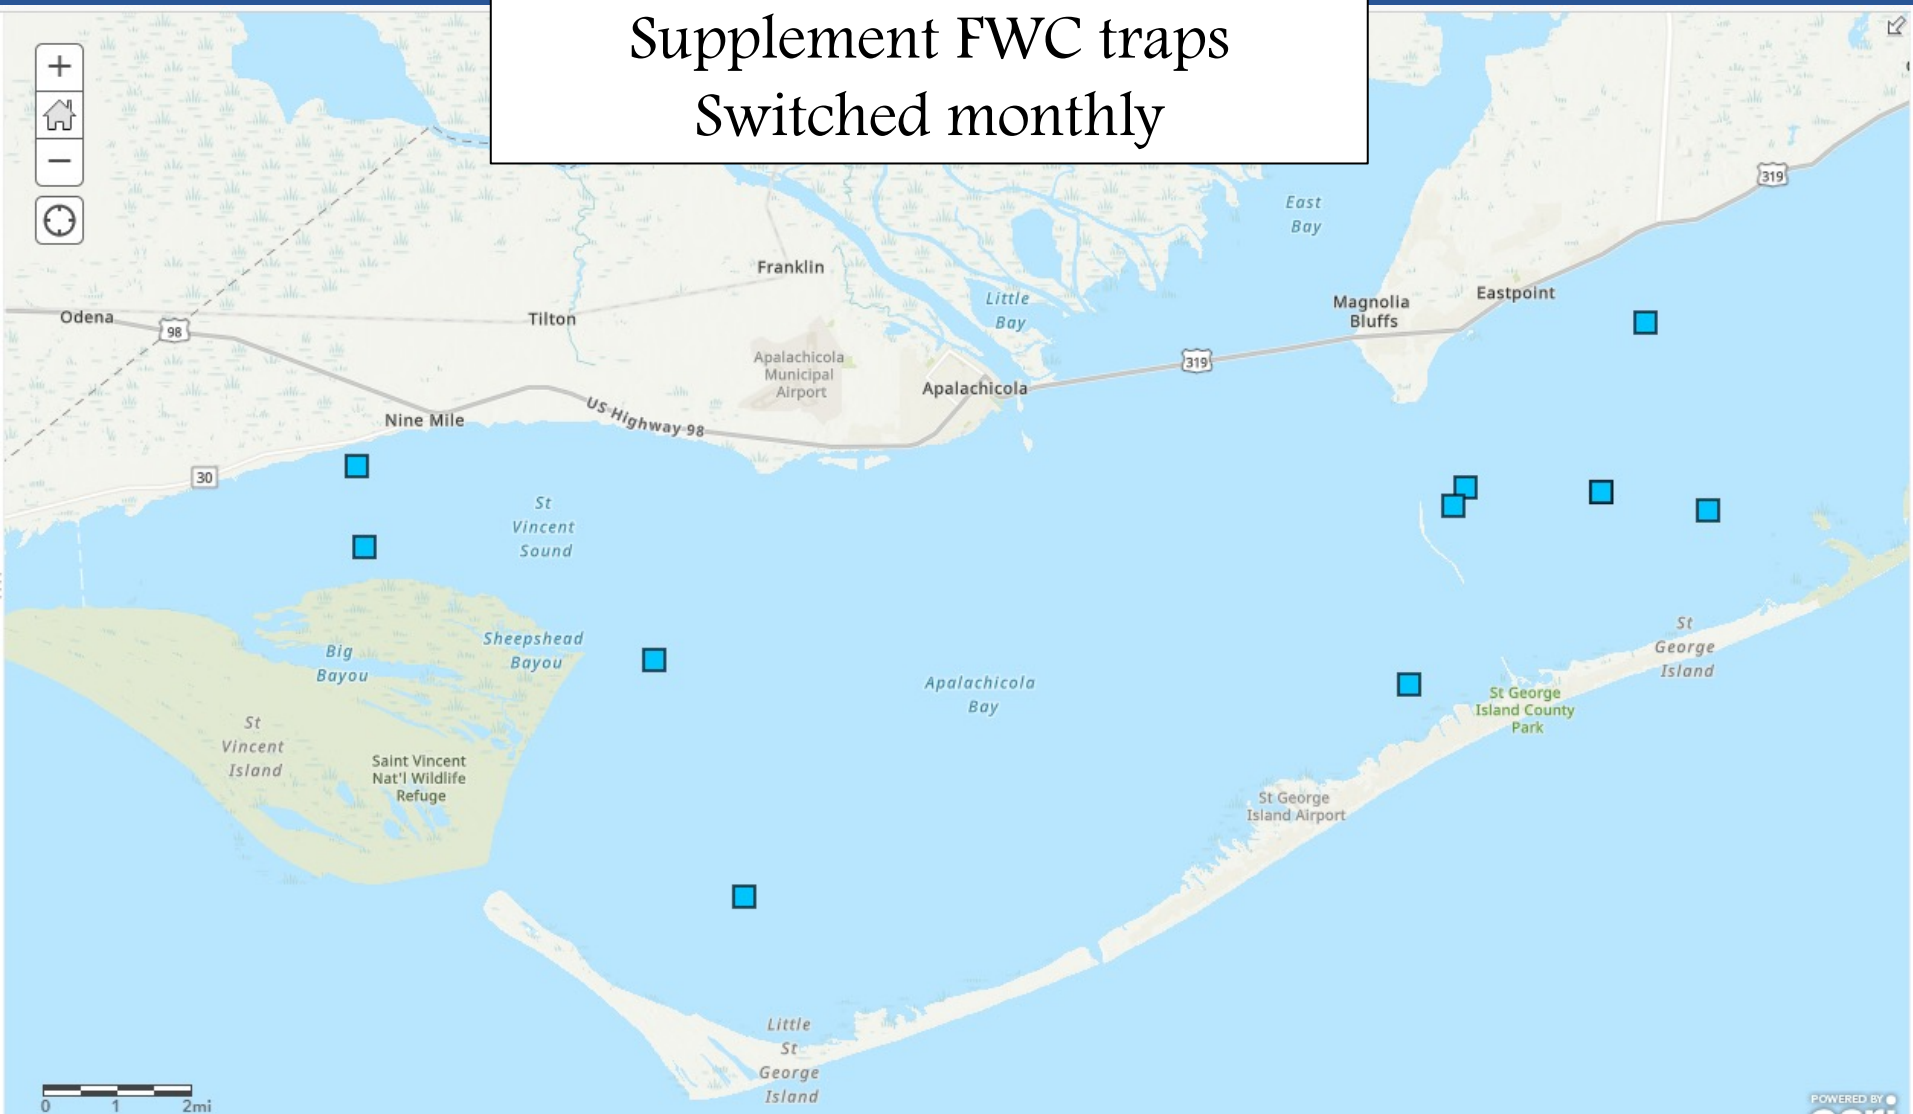 Supplement FWC traps
Switched monthly
+
−
East
Bay
319
Franklin
Little
Bay
Magnolia
Bluffs
Eastpoint
Odena
98
Tilton
319
Apalachicola
Municipal
Airport
Apalachicola
Nine Mile
US Highway 98
30
St
Vincent
Sound
Sheepshead
Bayou
Big
Bayou
Apalachicola
Bay
St
George
Island
St George
Island County
Park
St
Vincent
Island
Saint Vincent
Nat'l Wildlife
Refuge
St George
Island Airport
Little
St
George
Island
0 1 2mi
POWERED BY